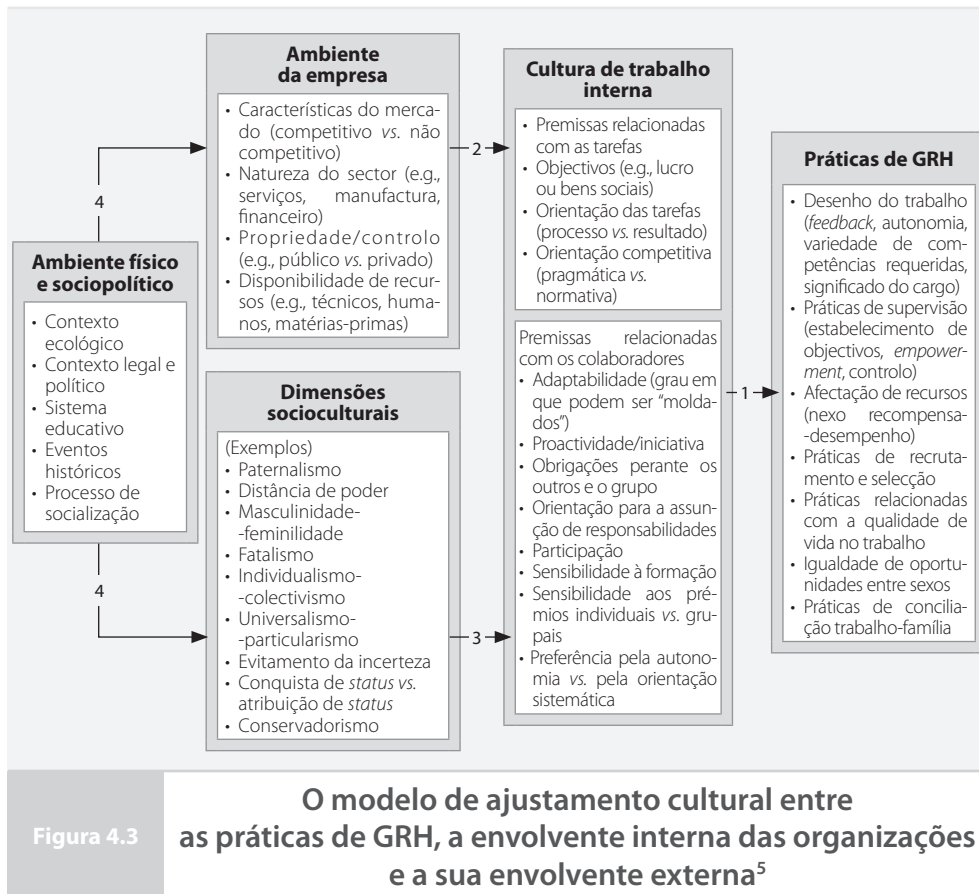 Ambiente
da empresa
• Características do merca-
do (competitivo vs. não
competitivo)
• Natureza do sector (e.g.,
serviços, manufactura,
financeiro)
• Propriedade/controlo
(e.g., público vs. privado)
• Disponibilidade de recur-
sos (e.g., técnicos, huma-
nos, matérias-primas)
Cultura de trabalho
interna
• Premissas relacionadas
com as tarefas
• Objectivos (e.g., lucro
ou bens sociais)
• Orientação das tarefas
(processo vs. resultado)
• Orientação competitiva
(pragmática vs.
normativa)
Premissas relacionadas
com os colaboradores
• Adaptabilidade (grau em
que podem ser “molda-
dos”)
• Proactividade/iniciativa
• Obrigações perante os
outros e o grupo
• Orientação para a assun-
ção de responsabilidades
• Participação
• Sensibilidade à formação
• Sensibilidade aos pré-
mios individuais vs. gru-
pais
• Preferência pela autono-
mia vs. pela orientação
sistemática
Práticas de GRH
• Desenho do trabalho
(feedback, autonomia,
variedade de com-
petências requeridas,
significado do cargo)
• Práticas de supervisão
(estabelecimento de
objectivos, empower-
ment, controlo)
• Afectação de recursos
(nexo recompensa-
-desempenho)
• Práticas de recruta-
mento e selecção
• Práticas relacionadas
com a qualidade de
vida no trabalho
• Igualdade de oportu-
nidades entre sexos
• Práticas de conci-
liação trabalho-família
Ambiente físico
e sociopolítico
• Contexto
ecológico
• Contexto legal e
político
• Sistema
educativo
• Eventos
históricos
• Processo de
socialização
Dimensões
socioculturais
(Exemplos)
• Paternalismo
• Distância de poder
• Masculinidade-
-feminilidade
• Fatalismo
• Individualismo-
-colectivismo
• Universalismo-
-particularismo
• Evitamento da incerteza
• Conquista de status vs.
atribuição de status
• Conservadorismo
4
2
1
4
3
Figura 4.3
O modelo de ajustamento cultural entre
as práticas de GRH, a envolvente interna das organizações
e a sua envolvente externa5